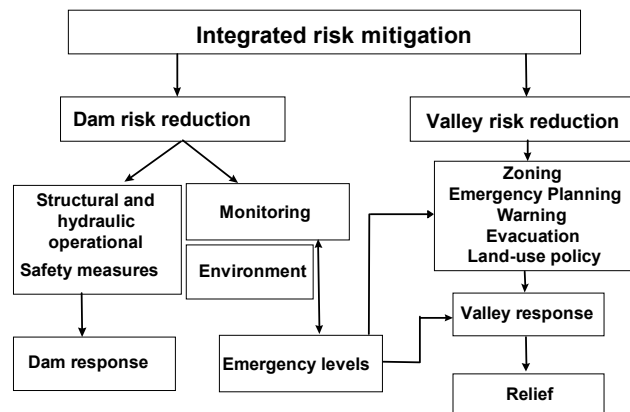 Integrated risk mitigation
Dam risk reduction
Valley risk reduction
Structural and
hydraulic
operational
Safety measures
Monitoring
Environment
Zoning
Emergency Planning
Warning
Evacuation
Land-use policy
Dam response
Emergency levels
Valley response
Relief